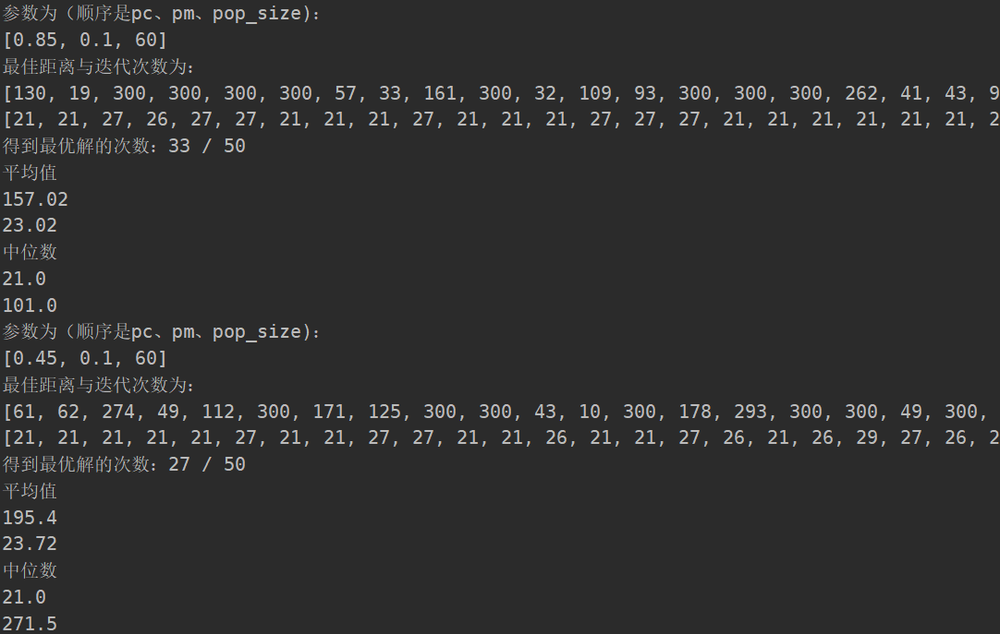 参数为（顺序是pc、pm、pop_size）：
[0.85, 0.1, 60]
最佳距离与迭代次数为：
[130, 19, 300, 300, 300, 300, 57, 33, 161, 300, 32, 109, 93, 300, 300, 300, 262, 41, 43, 9
[21, 21, 27, 26, 27, 27, 21, 21, 21, 27, 21, 21, 21, 27, 27, 27, 21, 21, 21, 21, 21, 21, 2
得到最优解的次数：33 / 50
平均值
157.02
23.02
中位数
21.0
101.0
参数为（顺序是pc、pm、pop_size）：
[0.45, 0.1, 60]
最佳距离与迭代次数为：
[61, 62, 274, 49, 112, 300, 171, 125, 300, 300, 43, 10, 300, 178, 293, 300, 300, 49, 300,
[21, 21, 21, 21, 21, 27, 21, 21, 27, 27, 21, 21, 26, 21, 21, 27, 26, 21, 26, 29, 27, 26, 2
得到最优解的次数：27 / 50
平均值
195.4
23.72
中位数
21.0
271.5